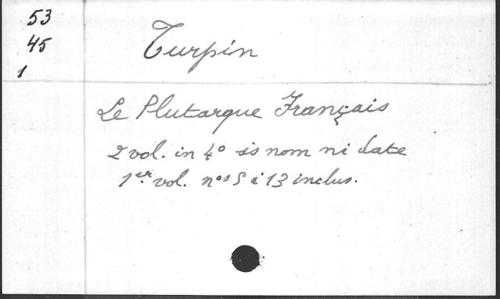 53
45
1
Turpin
Le Plutarque Français
2 vol. in 4° ss nom ni date
1er vol. nos 5 à 13 inclus.